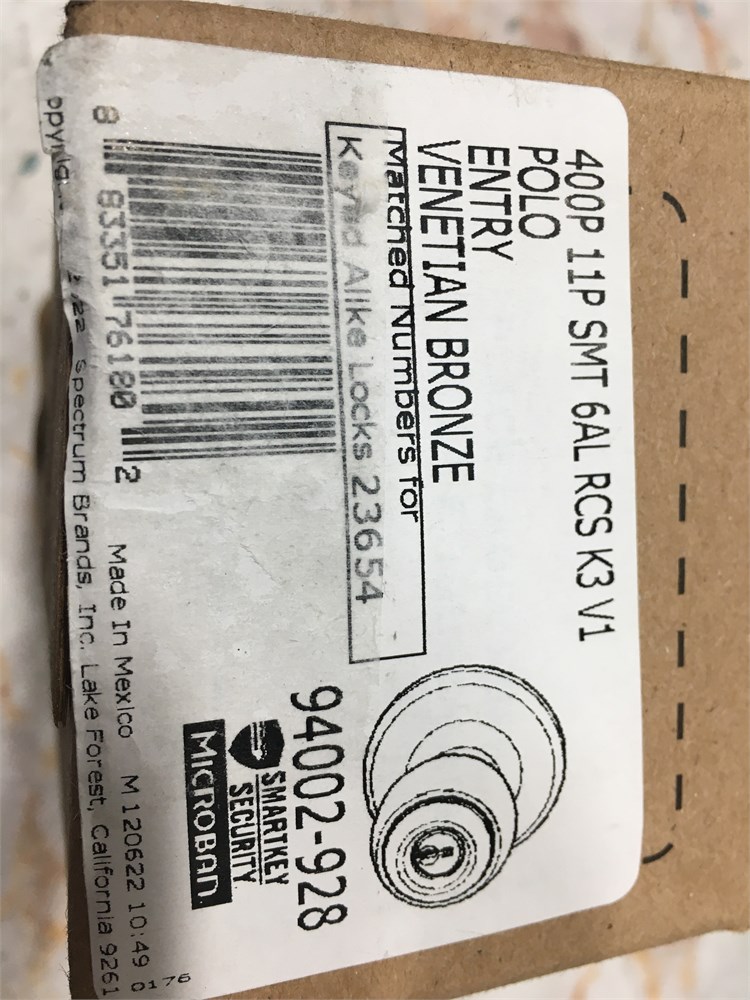 400P 11P SMT 6AL RCS K3 V1
POLO
ENTRY
VENETIAN BRONZE
Matched Numbers for
Keyed Alike Locks 23654
94002-928
SMARTKEY
SECURITY
MICROBAN
8 83351 76180 2
Made In Mexico M 120622 10:49 0176
Spectrum Brands, Inc. Lake Forest, California 9261